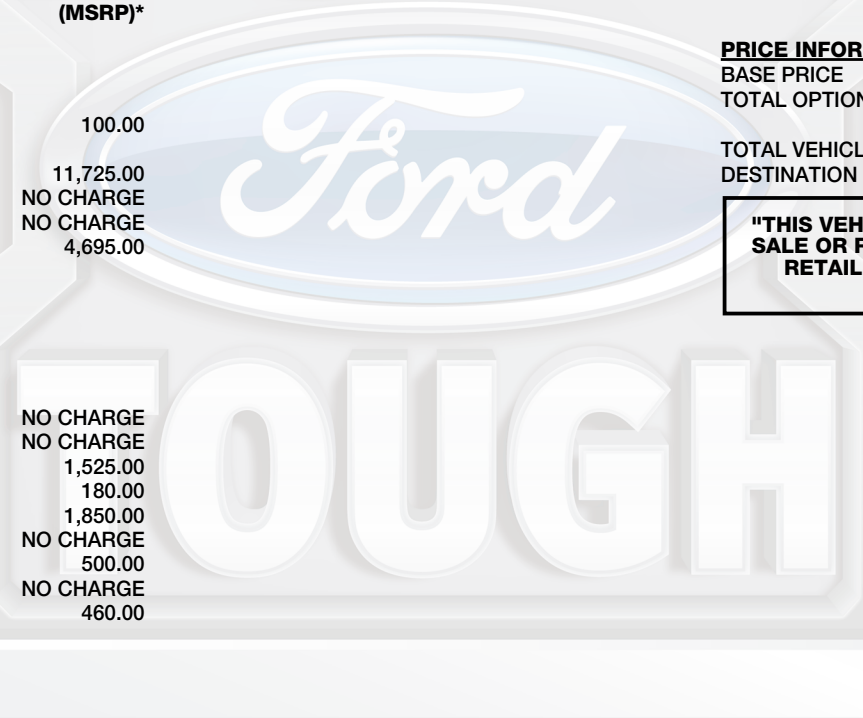 (MSRP)*
100.00
11,725.00
NO CHARGE
NO CHARGE
4,695.00
NO CHARGE
NO CHARGE
1,525.00
180.00
1,850.00
NO CHARGE
500.00
NO CHARGE
460.00
PRICE INFOR
BASE PRICE
TOTAL OPTION
TOTAL VEHICL
DESTINATION
"THIS VEH
SALE OR
RETAIL
Ford
TOUGH